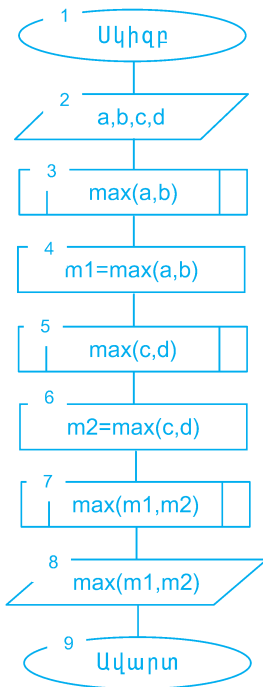 1
Սկիզբ
2
a,b,c,d
3
max(a,b)
4
m1=max(a,b)
5
max(c,d)
6
m2=max(c,d)
7
max(m1,m2)
8
max(m1,m2)
9
Ավարտ